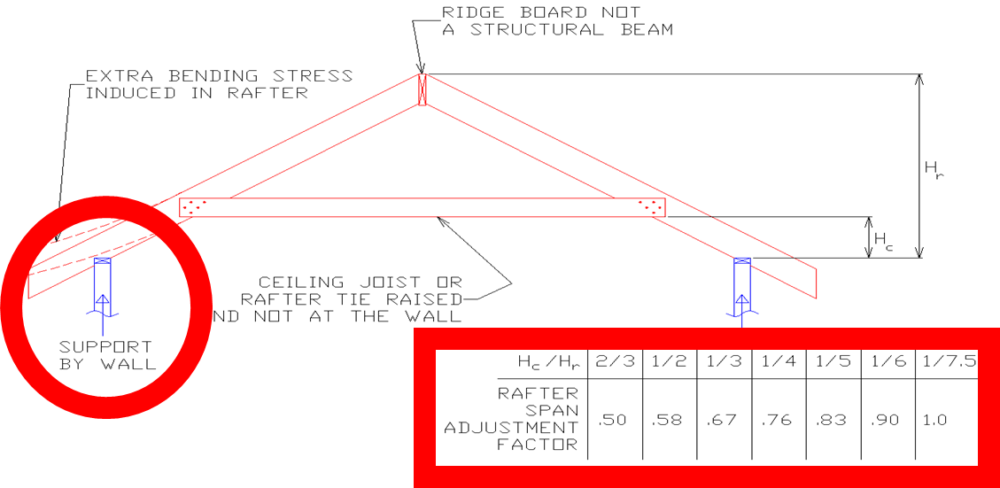 RIDGE BOARD NOT
A STRUCTURAL BEAM
EXTRA BENDING STRESS
INDUCED IN RAFTER
Hr
Hc
CEILING JOIST OR
RAFTER TIE RAISED
ND NOT AT THE WALL
SUPPORT
BY WALL
Hc/Hr 2/3 1/2 1/3 1/4 1/5 1/6 1/7.5
RAFTER
SPAN
ADJUSTMENT
FACTOR
.50 .58 .67 .76 .83 .90 1.0